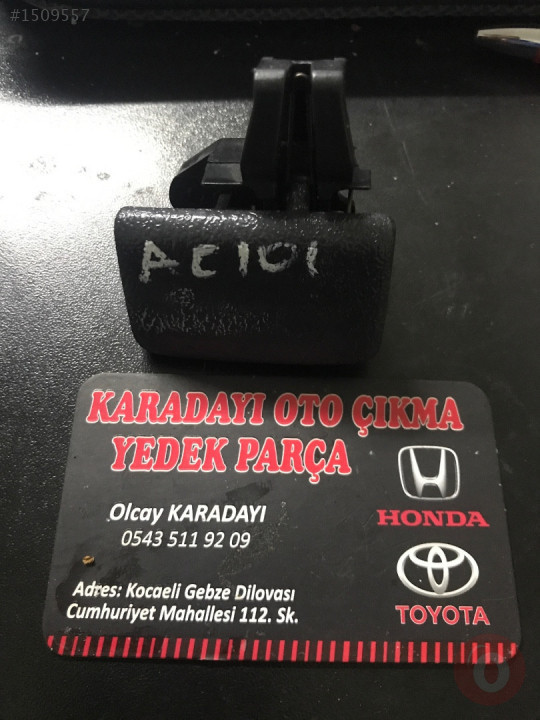 #1509557
AE101
KARADAYI OTO ÇIKMA
YEDEK PARÇA
Olcay KARADAYI
0543 511 92 09
HONDA
Adres: Kocaeli Gebze Dilovası
Cumhuriyet Mahallesi 112. Sk.
TOYOTA